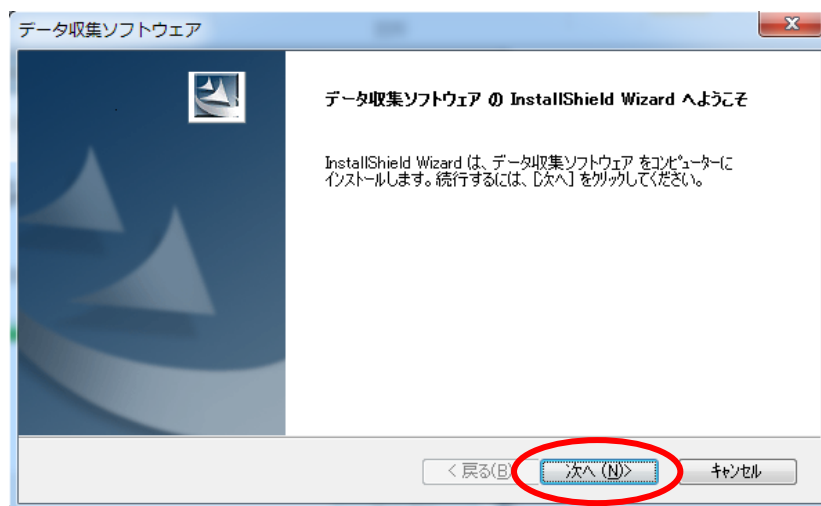 データ収集ソフトウェア
データ収集ソフトウェア の InstallShield Wizard へようこそ
InstallShield Wizard は、データ収集ソフトウェア をコンピューターに
インストールします。続行するには、[次へ] をクリックしてください。
< 戻る(B)
次へ (N)>
キャンセル